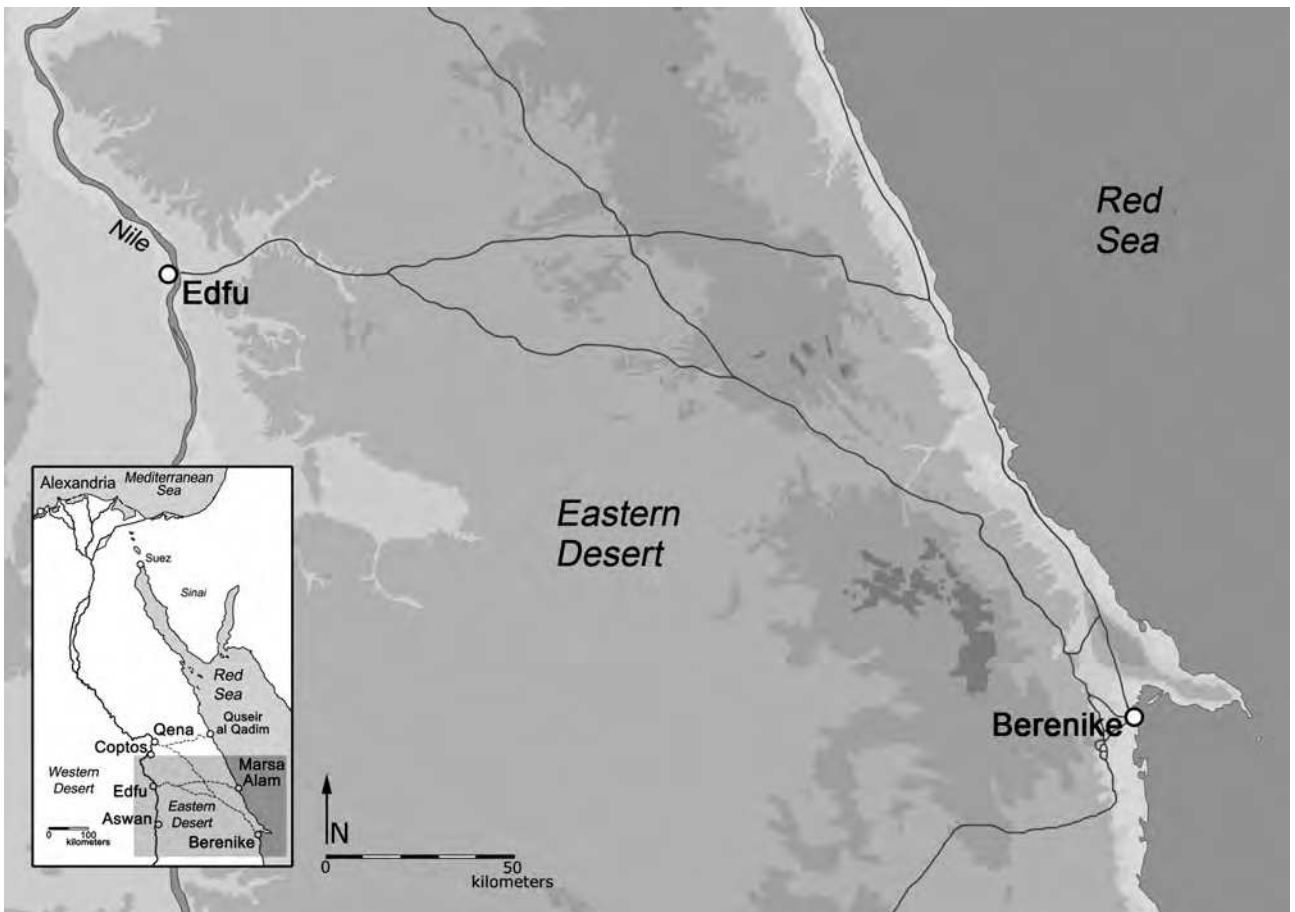 Red
Sea
Nile
Edfu
Eastern
Desert
Berenike
N
0
50
kilometers
Alexandria
Mediterranean
Sea
Suez
Sinai
Red
Sea
Qena
Quseir
al Qadim
Coptos
Western
Desert
Marsa
Alam
Edfu
Eastern
Desert
Aswan
0
100
kilometers
Berenike